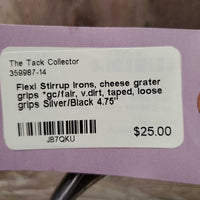 The Tack Collector
359987-14
Flexi Stirrup Irons, cheese grater
grips *gc/fair, v.dirt, taped, loose
grips Silver/Black 4.75"
JB7QKU
$25.00